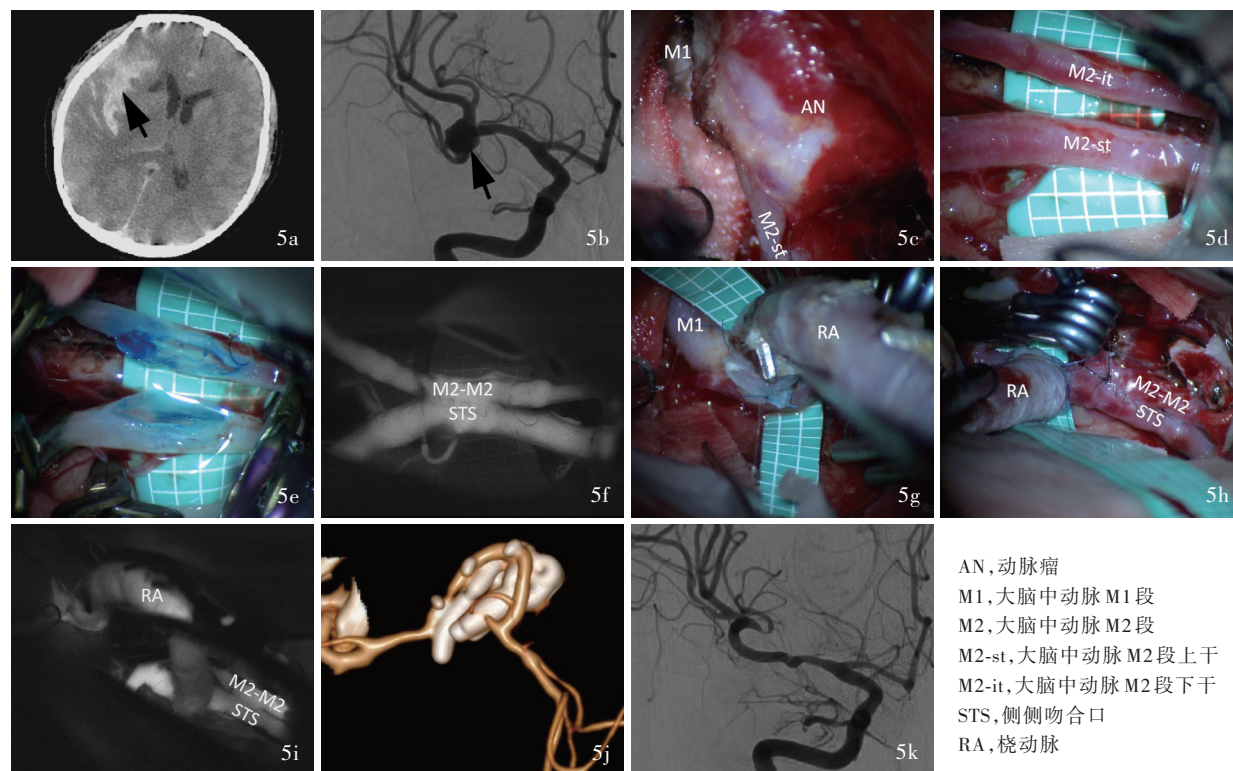 5a
5b
M1
AN
M2-st
5c
M2-it
M2-st
5d
5e
M2-M2
STS
5f
M1
RA
5g
RA
M2-M2
STS
5h
RA
M2-M2
STS
5i
5j
5k
AN,动脉瘤
M1,大脑中动脉M1段
M2,大脑中动脉M2段
M2-st,大脑中动脉M2段上干
M2-it,大脑中动脉M2段下干
STS,侧侧吻合口
RA,桡动脉